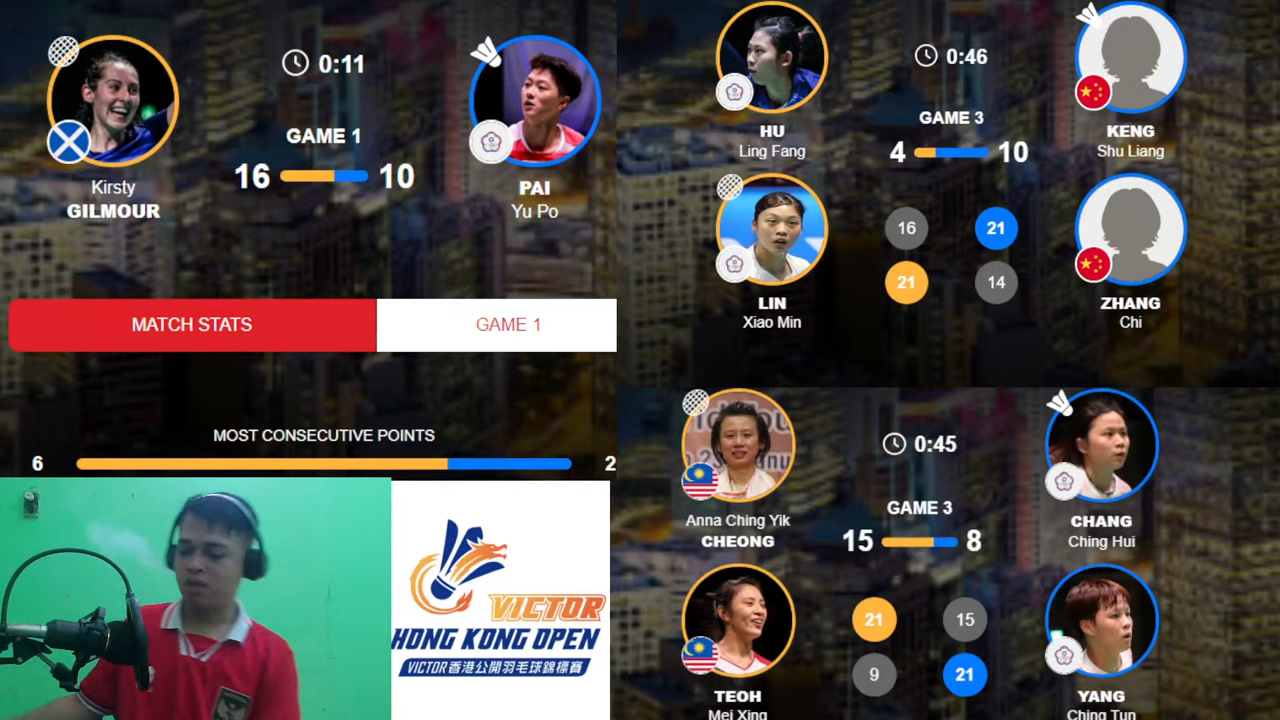 0:11
GAME 1
16 10
Kirsty
GILMOUR
PAI
Yu Po
MATCH STATS
GAME 1
MOST CONSECUTIVE POINTS
6 2
0:46
GAME 3
4 10
HU
Ling Fang
KENG
Shu Liang
16 21
21 14
LIN
Xiao Min
ZHANG
Chi
0:45
GAME 3
15 8
Anna Ching Yik
CHEONG
CHANG
Ching Hui
21 15
9 21
TEOH
Mei Xing
YANG
Ching Tun
VICTOR
HONG KONG OPEN
VICTOR香港公開羽毛球錦標賽